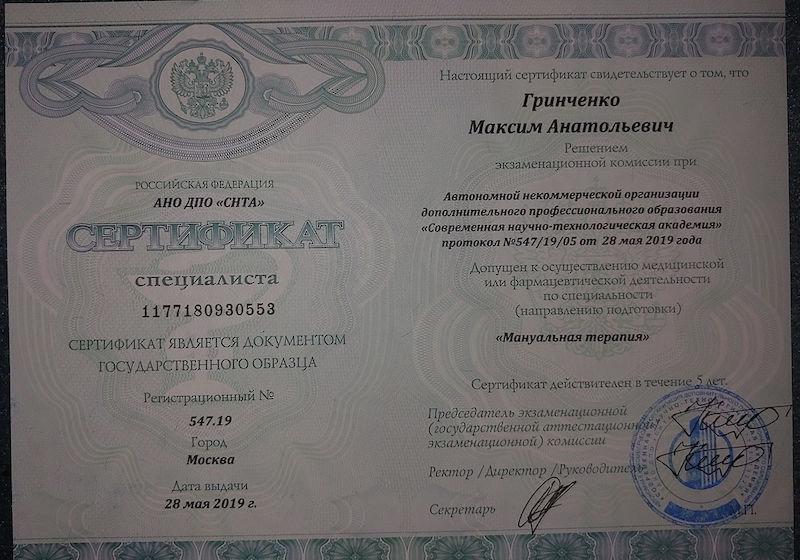 РОССИЙСКАЯ ФЕДЕРАЦИЯ
АНО ДПО «СНТА»
СЕРТИФИКАТ
специалиста
1177180930553
СЕРТИФИКАТ ЯВЛЯЕТСЯ ДОКУМЕНТОМ
ГОСУДАРСТВЕННОГО ОБРАЗЦА
Регистрационный №
547.19
Город
Москва
Дата выдачи
28 мая 2019 г.
Настоящий сертификат свидетельствует о том, что
Гринченко
Максим Анатольевич
Решением
экзаменационной комиссии при
Автономной некоммерческой организации
дополнительного профессионального образования
«Современная научно-технологическая академия»
протокол №547/19/05 от 28 мая 2019 года
Допущен к осуществлению медицинской
или фармацевтической деятельности
по специальности
(направлению подготовки)
«Мануальная терапия»
Сертификат действителен в течение 5 лет.
Председатель экзаменационной
(государственной аттестационной
экзаменационной) комиссии
Ректор /Директор /Руководитель
Секретарь
М.П.